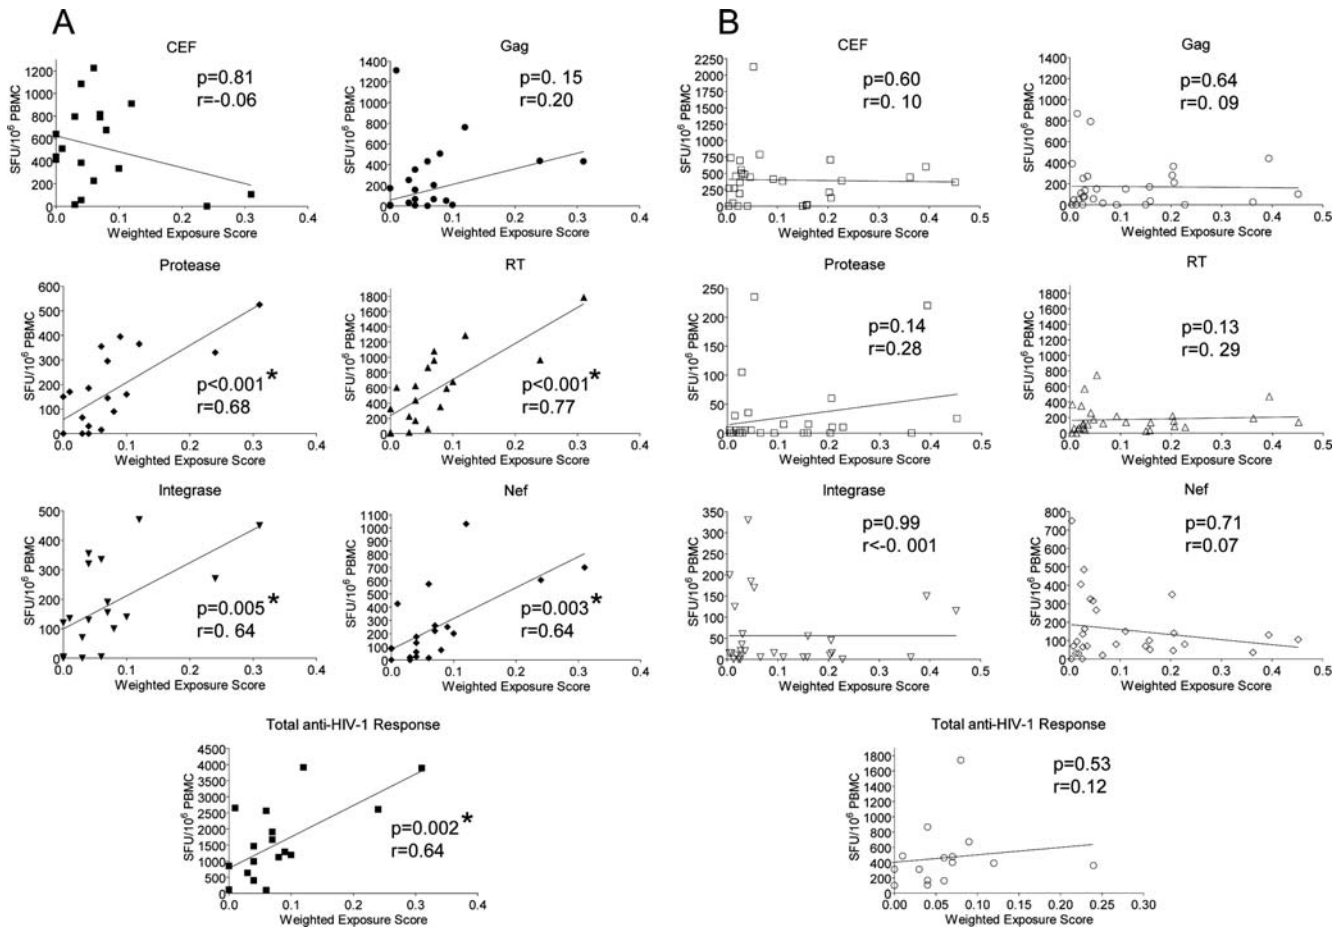 A
CEF
SFU/10⁶ PBMC
1200
1000
800
600
400
200
0
p=0.81
r=-0.06
0.0 0.1 0.2 0.3 0.4
Weighted Exposure Score
Gag
SFU/10⁶ PBMC
1400
1200
1000
800
600
400
200
0
p=0. 15
r=0.20
0.0 0.1 0.2 0.3 0.4
Weighted Exposure Score
Protease
SFU/10⁶ PBMC
600
500
400
300
200
100
0
p<0.001*
r=0.68
0.0 0.1 0.2 0.3 0.4
Weighted Exposure Score
RT
SFU/10⁶ PBMC
1800
1600
1400
1200
1000
800
600
400
200
0
p<0.001*
r=0.77
0.0 0.1 0.2 0.3 0.4
Weighted Exposure Score
Integrase
SFU/10⁶ PBMC
500
400
300
200
100
0
p=0.005*
r=0. 64
0.0 0.1 0.2 0.3 0.4
Weighted Exposure Score
Nef
SFU/10⁶ PBMC
1100
1000
900
800
700
600
500
400
300
200
100
0
p=0.003*
r=0.64
0.0 0.1 0.2 0.3 0.4
Weighted Exposure Score
Total anti-HIV-1 Response
SFU/10⁶ PBMC
4500
4000
3500
3000
2500
2000
1500
1000
500
0
p=0.002*
r=0.64
0.0 0.1 0.2 0.3 0.4
Weighted Exposure Score
B
CEF
SFU/10⁶ PBMC
2250
2000
1750
1500
1250
1000
750
500
250
0
p=0.60
r=0. 10
0.0 0.1 0.2 0.3 0.4 0.5
Weighted Exposure Score
Gag
SFU/10⁶ PBMC
1400
1200
1000
800
600
400
200
0
p=0.64
r=0. 09
0.0 0.1 0.2 0.3 0.4 0.5
Weighted Exposure Score
Protease
SFU/10⁶ PBMC
250
200
150
100
50
0
p=0.14
r=0.28
0.0 0.1 0.2 0.3 0.4 0.5
Weighted Exposure Score
RT
SFU/10⁶ PBMC
1800
1600
1400
1200
1000
800
600
400
200
0
p=0.13
r=0. 29
0.0 0.1 0.2 0.3 0.4 0.5
Weighted Exposure Score
Integrase
SFU/10⁶ PBMC
350
300
250
200
150
100
50
0
p=0.99
r<-0. 001
0.0 0.1 0.2 0.3 0.4 0.5
Weighted Exposure Score
Nef
SFU/10⁶ PBMC
800
700
600
500
400
300
200
100
0
p=0.71
r=0.07
0.0 0.1 0.2 0.3 0.4 0.5
Weighted Exposure Score
Total anti-HIV-1 Response
SFU/10⁶ PBMC
1800
1600
1400
1200
1000
800
600
400
200
0
p=0.53
r=0.12
0.00 0.05 0.10 0.15 0.20 0.25 0.30
Weighted Exposure Score